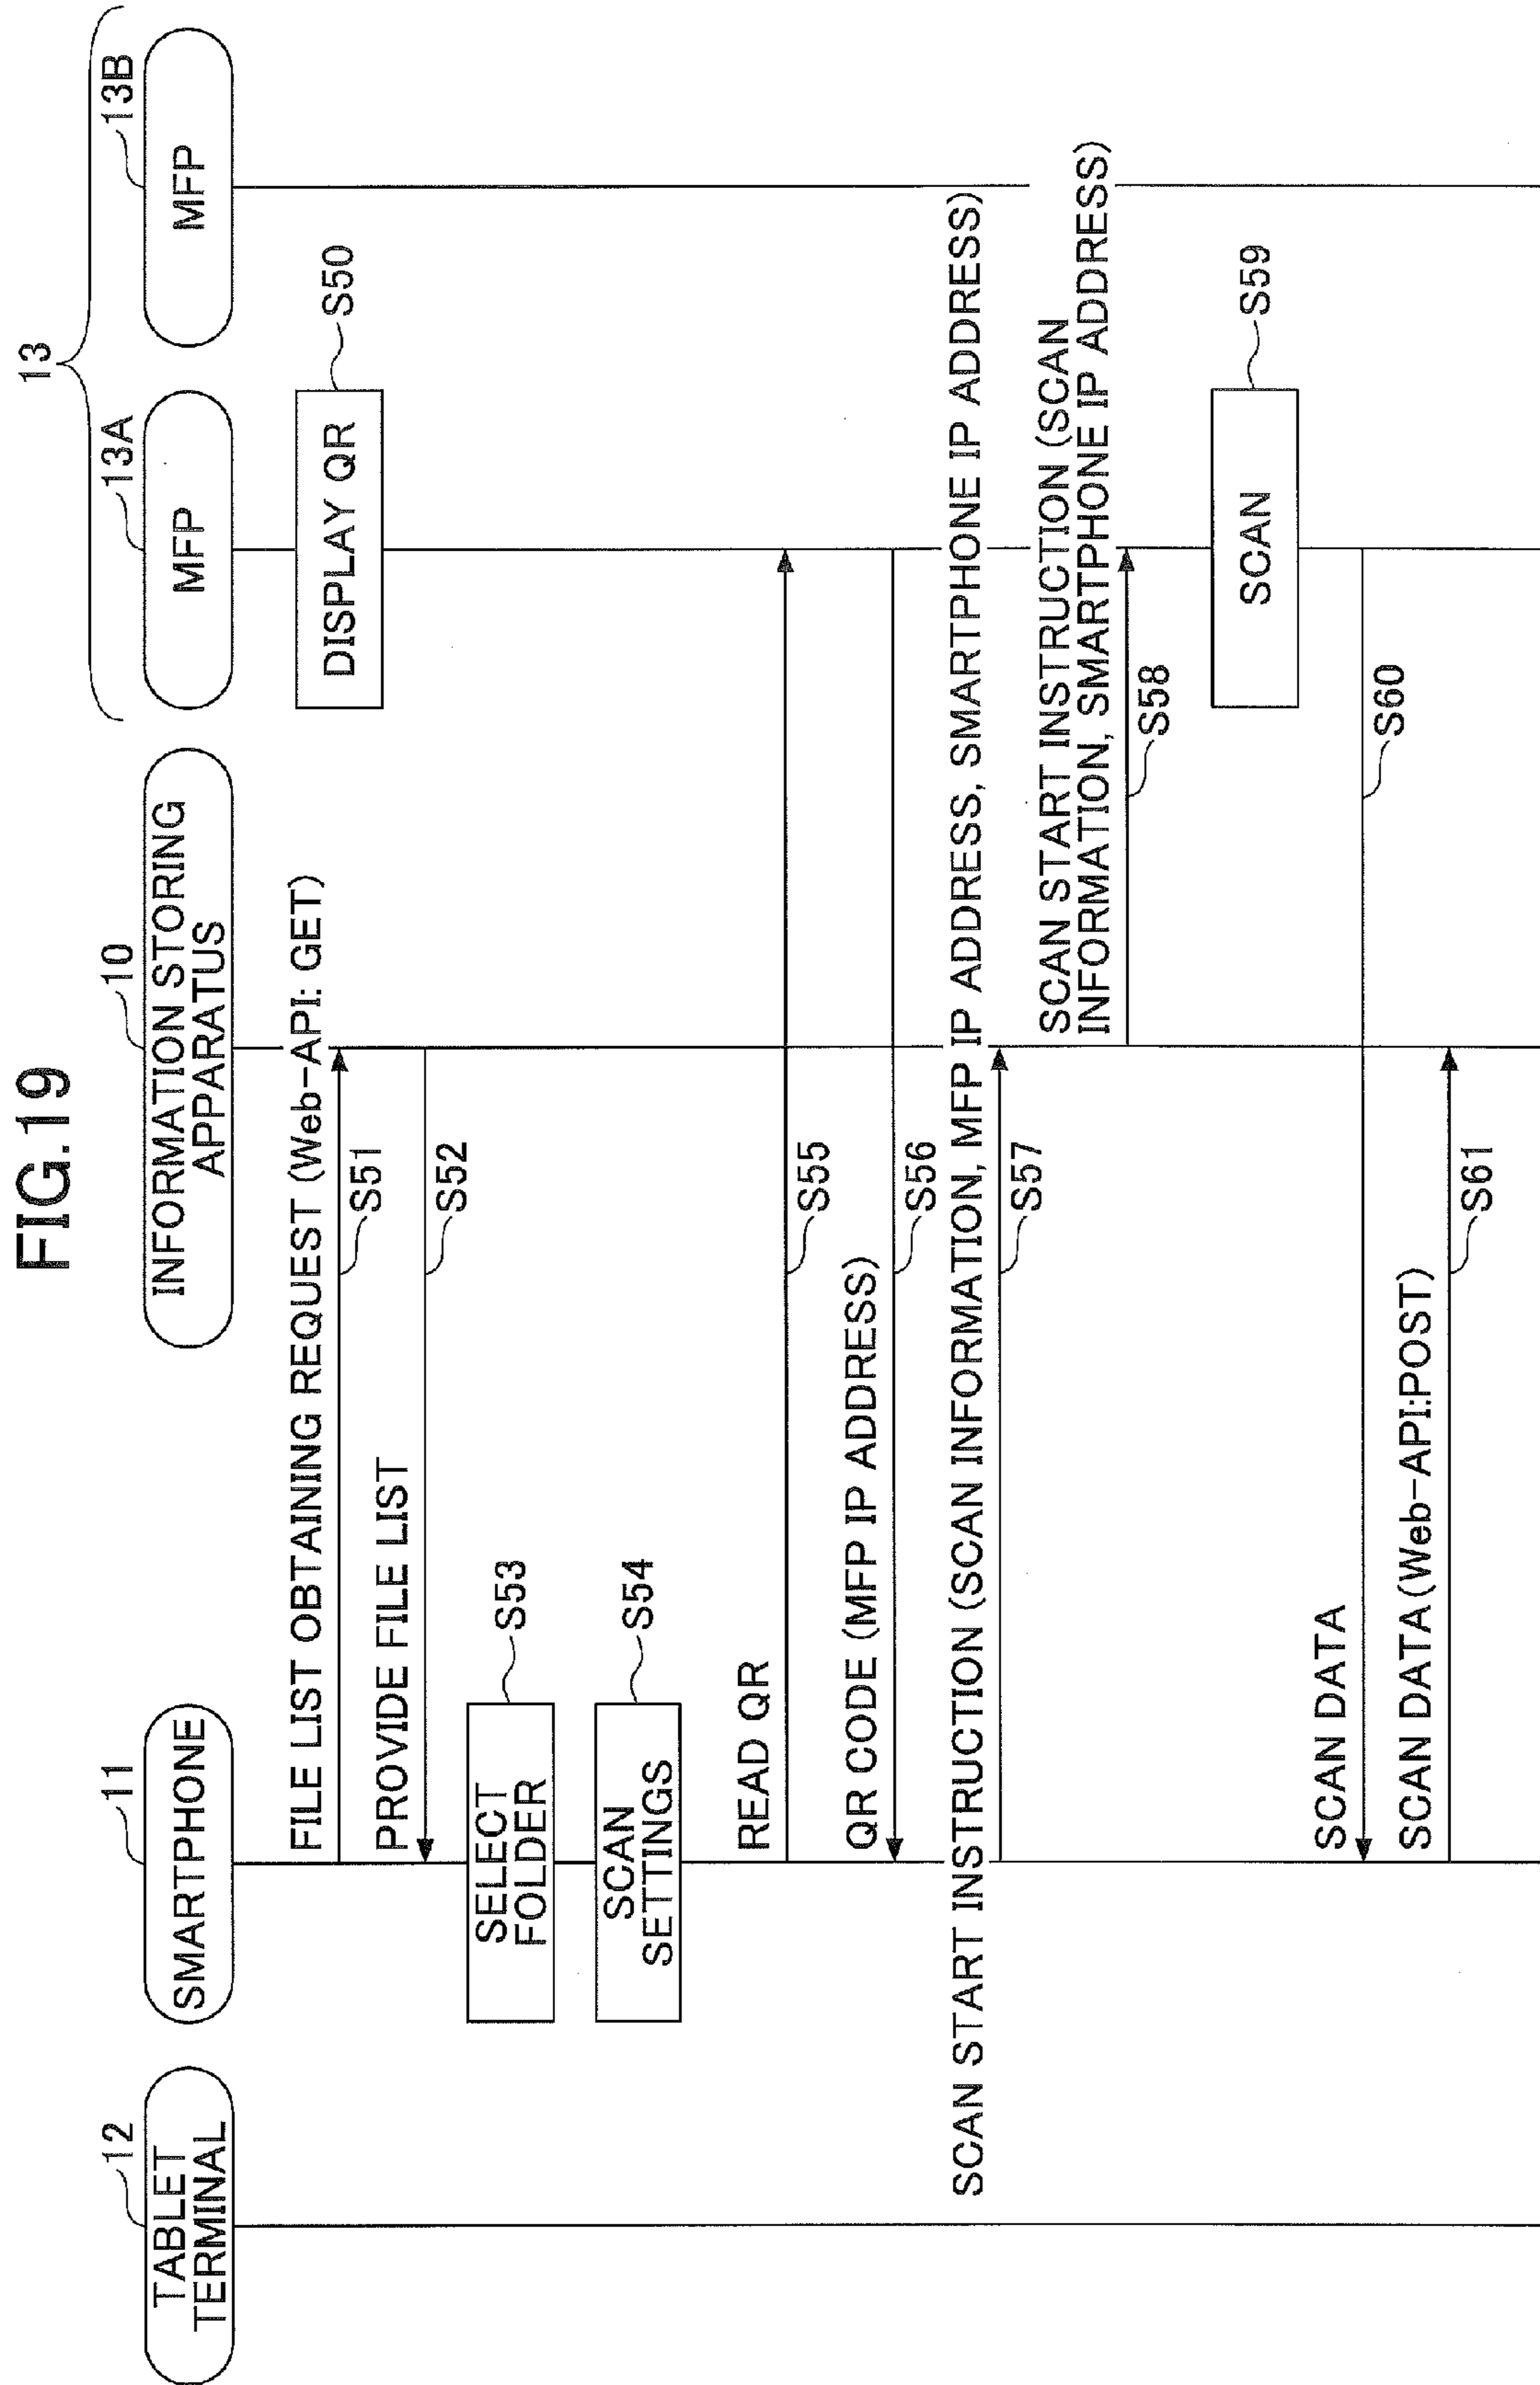 FIG.19
12
TABLET
TERMINAL
11
SMARTPHONE
10
INFORMATION STORING
APPARATUS
13
13A
MFP
13B
MFP
DISPLAY QR
S50
FILE LIST OBTAINING REQUEST (Web-API: GET)
S51
PROVIDE FILE LIST
S52
SELECT
FOLDER
S53
SCAN
SETTINGS
S54
READ QR
S55
QR CODE (MFP IP ADDRESS)
S56
SCAN START INSTRUCTION (SCAN INFORMATION, MFP IP ADDRESS, SMARTPHONE IP ADDRESS)
S57
SCAN START INSTRUCTION (SCAN
INFORMATION, SMARTPHONE IP ADDRESS)
S58
SCAN
S59
SCAN DATA
S60
SCAN DATA(Web-API:POST)
S61